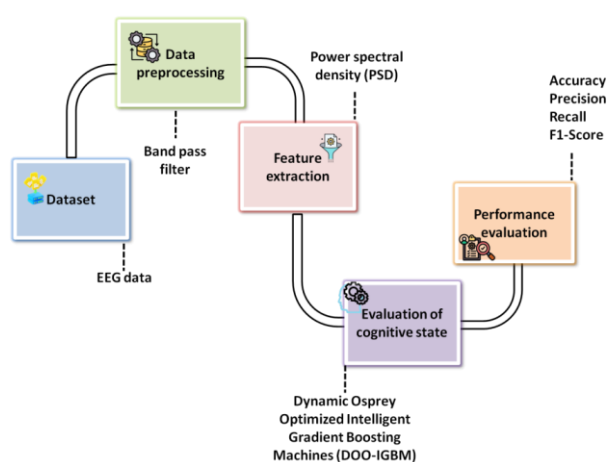 Data
preprocessing
Band pass
filter
Dataset
EEG data
Power spectral
density (PSD)
Feature
extraction
Evaluation of
cognitive state
Dynamic Osprey
Optimized Intelligent
Gradient Boosting
Machines (DOO-IGBM)
Accuracy
Precision
Recall
F1-Score
Performance
evaluation